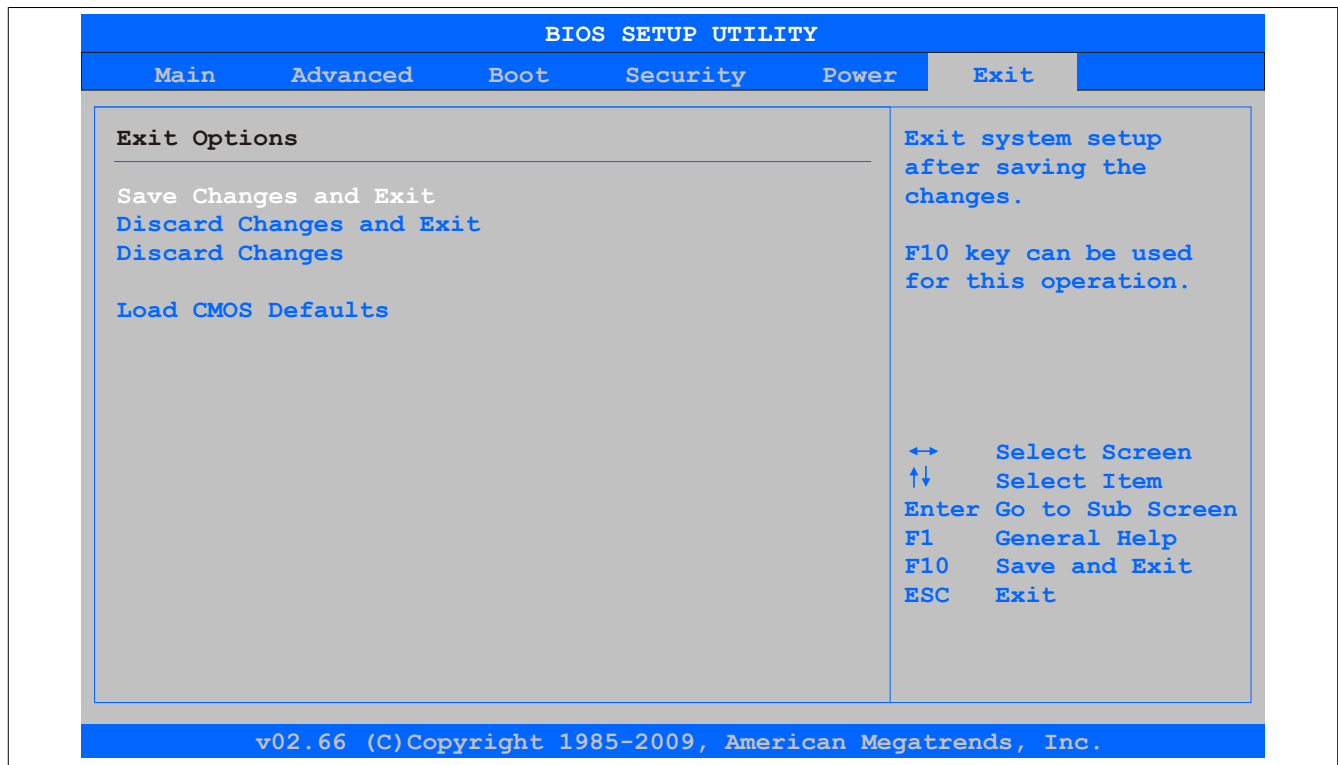 BIOS SETUP UTILITY
Main Advanced Boot Security Power Exit
Exit Options
Save Changes and Exit
Discard Changes and Exit
Discard Changes
Load CMOS Defaults
Exit system setup
after saving the
changes.
F10 key can be used
for this operation.
↔ Select Screen
↑↓ Select Item
Enter Go to Sub Screen
F1 General Help
F10 Save and Exit
ESC Exit
v02.66 (C)Copyright 1985-2009, American Megatrends, Inc.